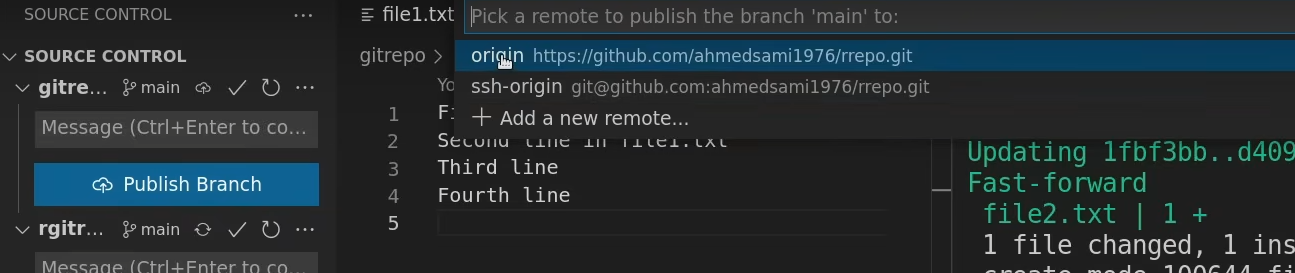 SOURCE CONTROL ···
SOURCE CONTROL
gitre... main ···
Message (Ctrl+Enter to co...
Publish Branch
rgitr... main ···
Message (Ctrl+Enter to co...
file1.txt
gitrepo >
Yo
1 Fi
2 Second line in file1.txt
3 Third line
4 Fourth line
5
Pick a remote to publish the branch 'main' to:
origin https://github.com/ahmedsami1976/rrepo.git
ssh-origin git@github.com:ahmedsami1976/rrepo.git
+ Add a new remote...
Updating 1fbf3bb..d409
Fast-forward
file2.txt | 1 +
1 file changed, 1 ins
create mode 100644 fi